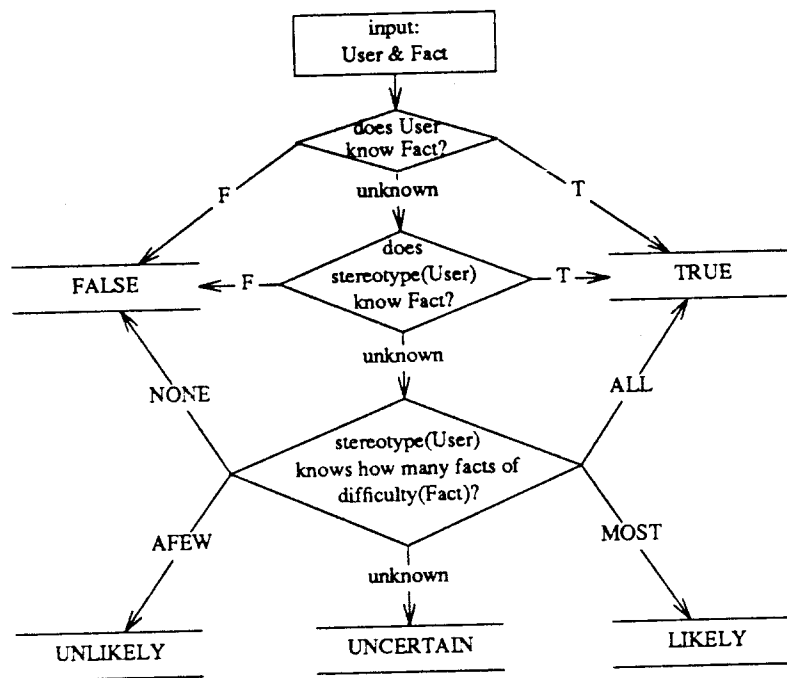 input:
User & Fact
does User
know Fact?
F
unknown
T
does
stereotype(User)
know Fact?
FALSE
F
T
TRUE
unknown
NONE
ALL
stereotype(User)
knows how many facts of
difficulty(Fact)?
AFEW
MOST
unknown
UNLIKELY
UNCERTAIN
LIKELY